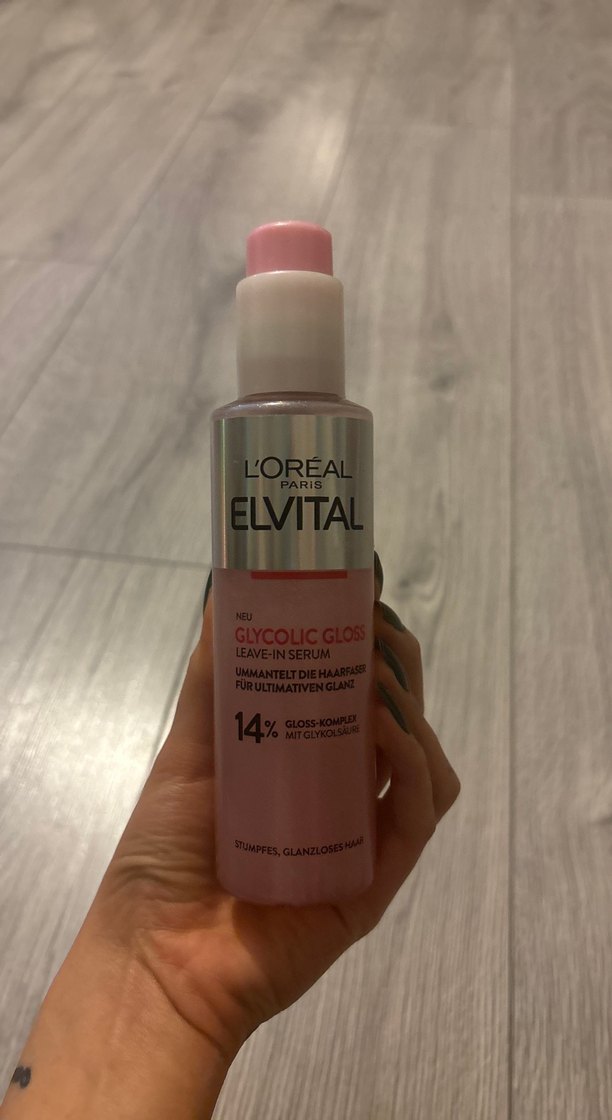 L'ORÉAL
PARIS
ELVITAL
NEU
GLYCOLIC GLOSS
LEAVE-IN SERUM
UMMANTELT DIE HAARFASER
FÜR ULTIMATIVEN GLANZ
14% GLOSS-KOMPLEX
MIT GLYKOLSÄURE
STUMPFES, GLANZLOSES HAAR